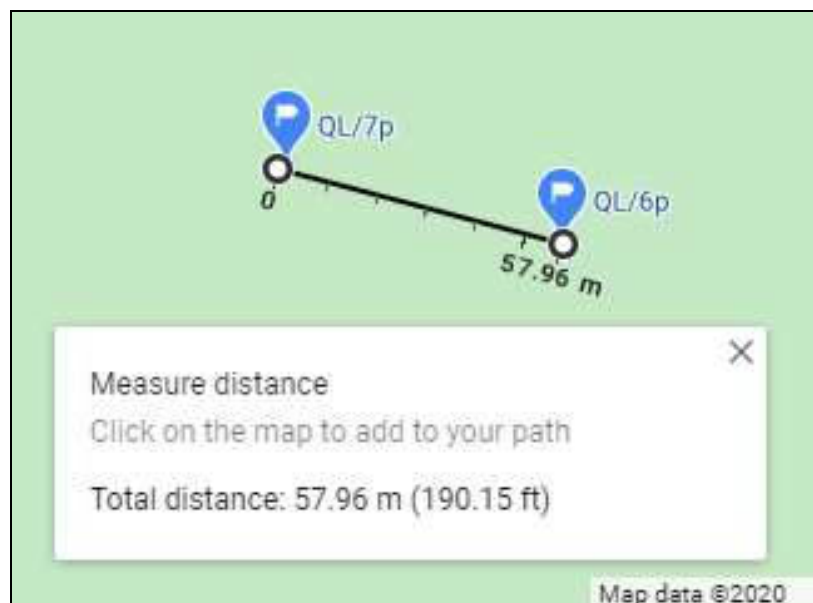 QL/7p
0
QL/6p
57.96 m
Measure distance
Click on the map to add to your path
Total distance: 57.96 m (190.15 ft)
Map data ©2020